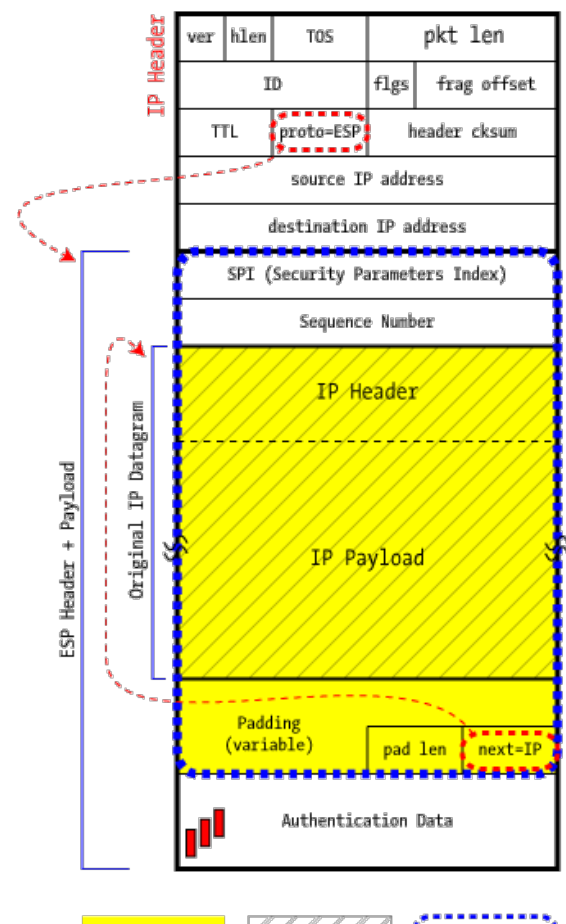 IP Header
ver hlen TOS pkt len
ID flgs frag offset
TTL proto=ESP header cksum
source IP address
destination IP address
SPI (Security Parameters Index)
Sequence Number
ESP Header + Payload
Original IP Datagram
IP Header
IP Payload
Padding
(variable)
pad len next=IP
Authentication Data